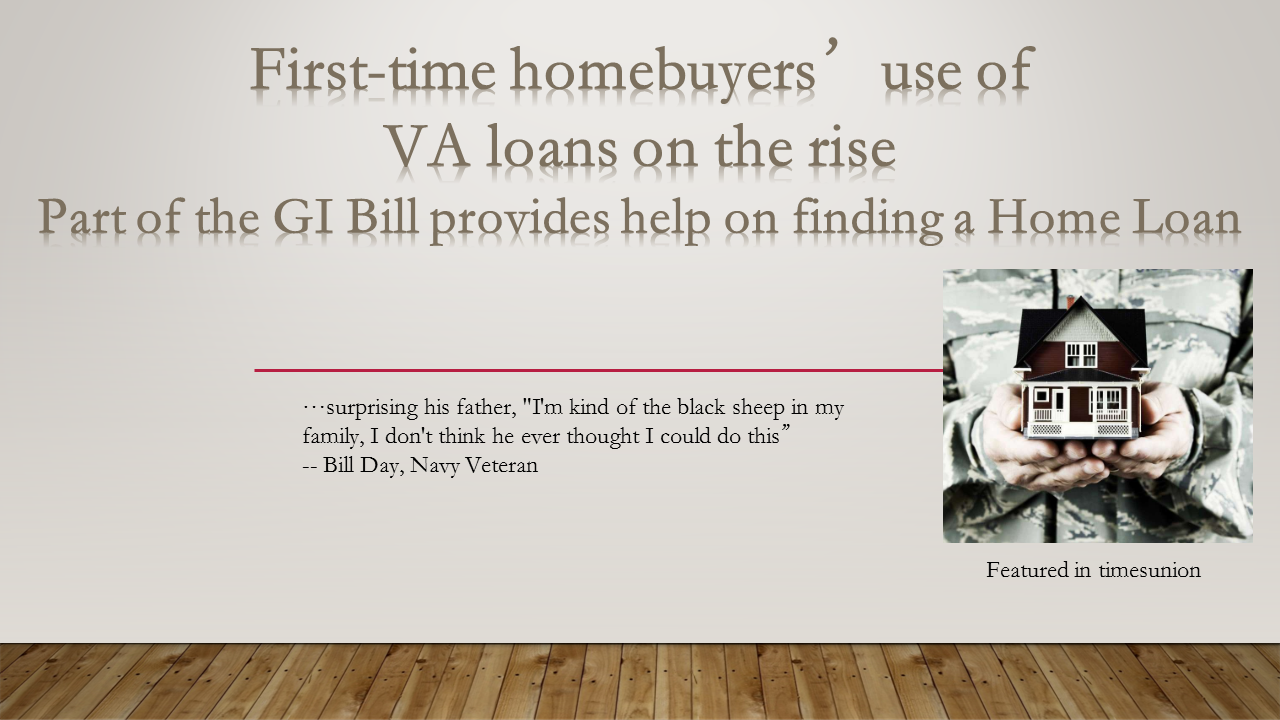 First-time homebuyers’ use of
VA loans on the rise
Part of the GI Bill provides help on finding a Home Loan
…surprising his father, "I'm kind of the black sheep in my
family, I don't think he ever thought I could do this”
-- Bill Day, Navy Veteran
Featured in timesunion